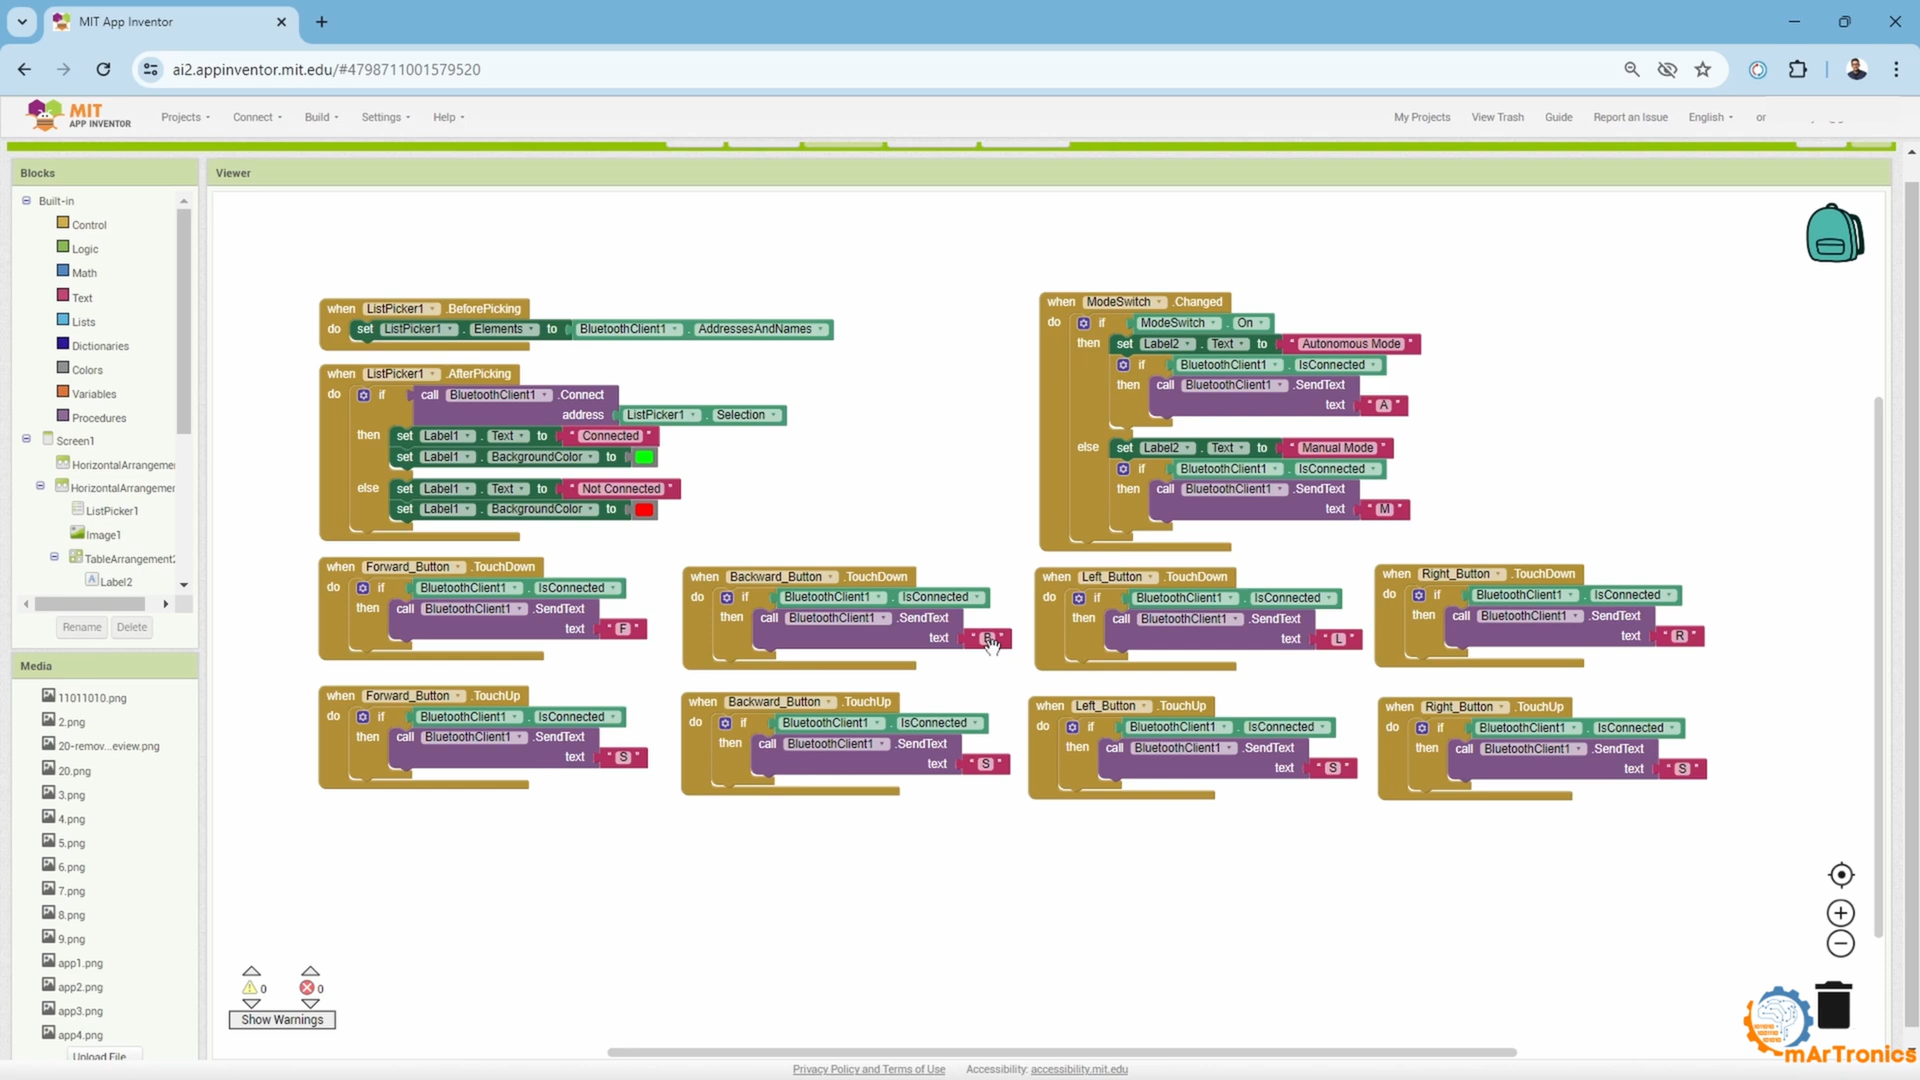 MIT App Inventor
ai2.appinventor.mit.edu/#4798711001579520
MIT
APP INVENTOR
Projects
Connect
Build
Settings
Help
My Projects
View Trash
Guide
Report an Issue
English
or
Blocks
Viewer
Built-in
Control
Logic
Math
Text
Lists
Dictionaries
Colors
Variables
Procedures
Screen1
HorizontalArrangeme
HorizontalArrangemer
ListPicker1
Image1
TableArrangement2
A Label2
Rename Delete
Media
11011010.png
2.png
20-remov...eview.png
20.png
3.png
4.png
5.png
6.png
7.png
8.png
9.png
app1.png
app2.png
app3.png
app4.png
Upload File
when ListPicker1 .BeforePicking
do set ListPicker1 . Elements to BluetoothClient1 . AddressesAndNames
when ListPicker1 .AfterPicking
do if call BluetoothClient1 .Connect
address ListPicker1 . Selection
then set Label1 . Text to " Connected "
set Label1 . BackgroundColor to
else set Label1 . Text to " Not Connected "
set Label1 . BackgroundColor to
when ModeSwitch .Changed
do if ModeSwitch . On
then set Label2 . Text to " Autonomous Mode "
if BluetoothClient1 . IsConnected
then call BluetoothClient1 .SendText
text " A "
else set Label2 . Text to " Manual Mode "
if BluetoothClient1 . IsConnected
then call BluetoothClient1 .SendText
text " M "
when Forward_Button .TouchDown
do if BluetoothClient1 . IsConnected
then call BluetoothClient1 .SendText
text " F "
when Backward_Button .TouchDown
do if BluetoothClient1 . IsConnected
then call BluetoothClient1 .SendText
text " B "
when Left_Button .TouchDown
do if BluetoothClient1 . IsConnected
then call BluetoothClient1 .SendText
text " L "
when Right_Button .TouchDown
do if BluetoothClient1 . IsConnected
then call BluetoothClient1 .SendText
text " R "
when Forward_Button .TouchUp
do if BluetoothClient1 . IsConnected
then call BluetoothClient1 .SendText
text " S "
when Backward_Button .TouchUp
do if BluetoothClient1 . IsConnected
then call BluetoothClient1 .SendText
text " S "
when Left_Button .TouchUp
do if BluetoothClient1 . IsConnected
then call BluetoothClient1 .SendText
text " S "
when Right_Button .TouchUp
do if BluetoothClient1 . IsConnected
then call BluetoothClient1 .SendText
text " S "
0 0
Show Warnings
mArTronics
Privacy Policy and Terms of Use Accessibility: accessibility.mit.edu